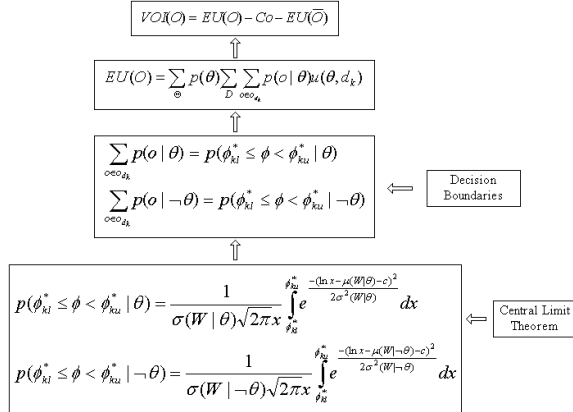 VOI(O) = EU(O) − Co − EU(O̅)
EU(O) = ∑_Θ p(θ) ∑_D ∑_{o∈o_{d_k}} p(o | θ)u(θ, d_k)
∑_{o∈o_{d_k}} p(o | θ) = p(ϕ*_{kl} ≤ ϕ < ϕ*_{ku} | θ)
∑_{o∈o_{d_k}} p(o | ¬θ) = p(ϕ*_{kl} ≤ ϕ < ϕ*_{ku} | ¬θ)
Decision
Boundaries
p(ϕ*_{kl} ≤ ϕ < ϕ*_{ku} | θ) = 1 / (σ(W | θ)√2π x) ∫_{ϕ*_{kl}}^{ϕ*_{ku}} e^{−(ln x − μ(W|θ) − c)² / 2σ²(W|θ)} dx
p(ϕ*_{kl} ≤ ϕ < ϕ*_{ku} | ¬θ) = 1 / (σ(W | ¬θ)√2π x) ∫_{ϕ*_{kl}}^{ϕ*_{ku}} e^{−(ln x − μ(W|¬θ) − c)² / 2σ²(W|¬θ)} dx
Central Limit
Theorem